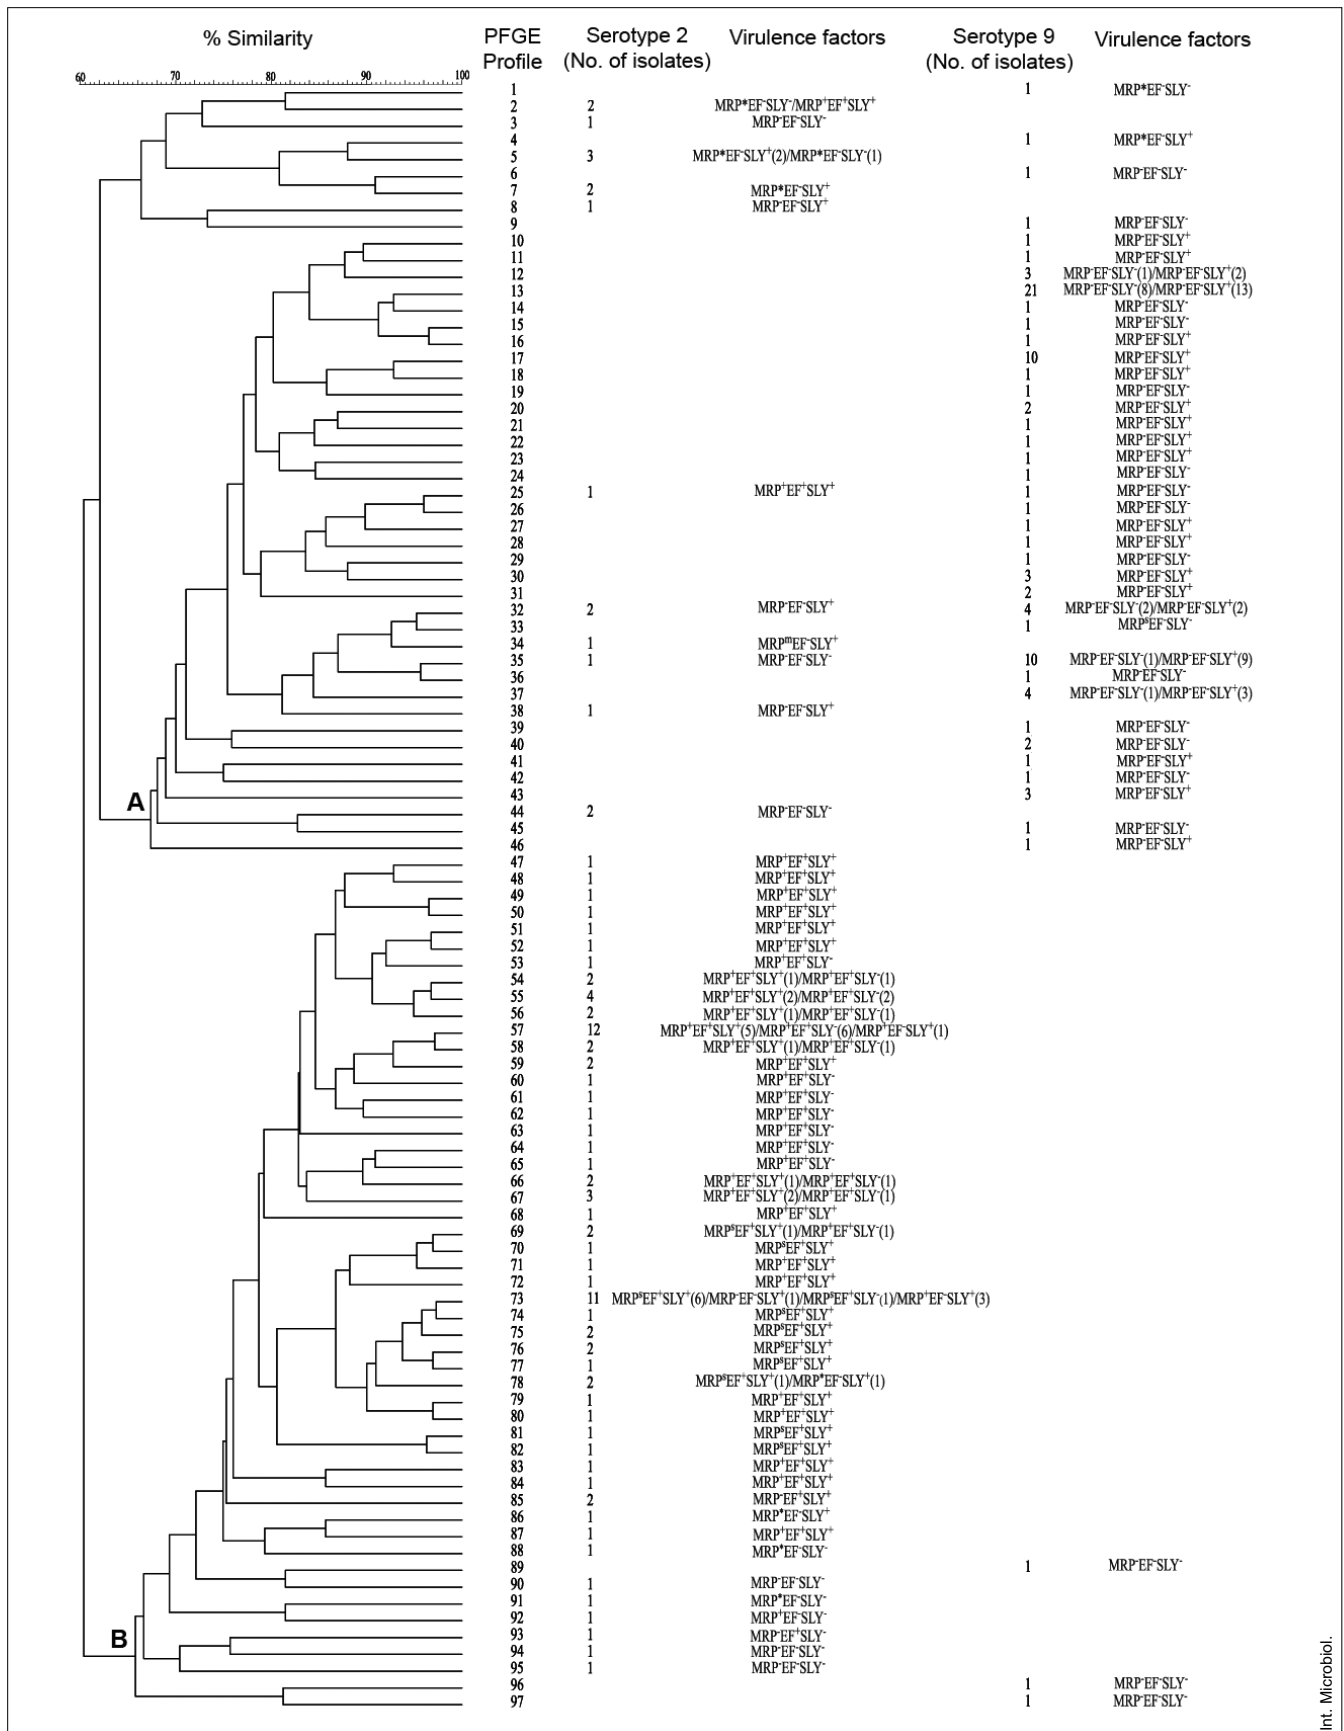 % Similarity PFGE Profile Serotype 2 (No. of isolates) Virulence factors Serotype 9 (No. of isolates) Virulence factors
60 70 80 90 100
1 1 MRP*EF⁻SLY⁻
2 2 MRP*EF⁻SLY⁻/MRP⁺EF⁺SLY⁺
3 1 MRP⁻EF⁻SLY⁻
4 1 MRP*EF⁻SLY⁺
5 3 MRP*EF⁻SLY⁺(2)/MRP*EF⁻SLY⁻(1)
6 1 MRP⁻EF⁻SLY⁻
7 2 MRP*EF⁻SLY⁺
8 1 MRP⁻EF⁻SLY⁺
9 1 MRP⁻EF⁻SLY⁻
10 1 MRP⁻EF⁻SLY⁺
11 1 MRP⁻EF⁻SLY⁺
12 3 MRP⁻EF⁻SLY⁻(1)/MRP⁻EF⁻SLY⁺(2)
13 21 MRP⁻EF⁻SLY⁻(8)/MRP⁻EF⁻SLY⁺(13)
14 1 MRP⁻EF⁻SLY⁻
15 1 MRP⁻EF⁻SLY⁻
16 1 MRP⁻EF⁻SLY⁺
17 10 MRP⁻EF⁻SLY⁺
18 1 MRP⁻EF⁻SLY⁺
19 1 MRP⁻EF⁻SLY⁻
20 2 MRP⁻EF⁻SLY⁺
21 1 MRP⁻EF⁻SLY⁺
22 1 MRP⁻EF⁻SLY⁺
23 1 MRP⁻EF⁻SLY⁺
24 1 MRP⁻EF⁻SLY⁻
25 1 MRP⁺EF⁺SLY⁺ 1 MRP⁻EF⁻SLY⁻
26 1 MRP⁻EF⁻SLY⁻
27 1 MRP⁻EF⁻SLY⁺
28 1 MRP⁻EF⁻SLY⁺
29 1 MRP⁻EF⁻SLY⁻
30 3 MRP⁻EF⁻SLY⁺
31 2 MRP⁻EF⁻SLY⁺
32 2 MRP⁻EF⁻SLY⁺ 4 MRP⁻EF⁻SLY⁻(2)/MRP⁻EF⁻SLY⁺(2)
33 1 MRPˢEF⁻SLY⁻
34 1 MRPᵐEF⁻SLY⁺
35 1 MRP⁻EF⁻SLY⁻ 10 MRP⁻EF⁻SLY⁻(1)/MRP⁻EF⁻SLY⁺(9)
36 1 MRP⁻EF⁻SLY⁻
37 4 MRP⁻EF⁻SLY⁻(1)/MRP⁻EF⁻SLY⁺(3)
38 1 MRP⁻EF⁻SLY⁺
39 1 MRP⁻EF⁻SLY⁻
40 2 MRP⁻EF⁻SLY⁻
41 1 MRP⁻EF⁻SLY⁺
42 1 MRP⁻EF⁻SLY⁻
43 3 MRP⁻EF⁻SLY⁺
A
44 2 MRP⁻EF⁻SLY⁻
45 1 MRP⁻EF⁻SLY⁻
46 1 MRP⁻EF⁻SLY⁺
47 1 MRP⁺EF⁺SLY⁺
48 1 MRP⁺EF⁺SLY⁺
49 1 MRP⁺EF⁺SLY⁺
50 1 MRP⁺EF⁺SLY⁺
51 1 MRP⁺EF⁺SLY⁺
52 1 MRP⁺EF⁺SLY⁺
53 1 MRP⁺EF⁺SLY⁻
54 2 MRP⁺EF⁺SLY⁺(1)/MRP⁺EF⁺SLY⁻(1)
55 4 MRP⁺EF⁺SLY⁺(2)/MRP⁺EF⁺SLY⁻(2)
56 2 MRP⁺EF⁺SLY⁺(1)/MRP⁺EF⁺SLY⁻(1)
57 12 MRP⁺EF⁺SLY⁺(5)/MRP⁺EF⁺SLY⁻(6)/MRP⁺EF⁻SLY⁺(1)
58 2 MRP⁺EF⁺SLY⁺(1)/MRP⁺EF⁺SLY⁻(1)
59 2 MRP⁺EF⁺SLY⁺
60 1 MRP⁺EF⁺SLY⁻
61 1 MRP⁺EF⁺SLY⁻
62 1 MRP⁺EF⁺SLY⁻
63 1 MRP⁺EF⁺SLY⁻
64 1 MRP⁺EF⁺SLY⁻
65 1 MRP⁺EF⁺SLY⁻
66 2 MRP⁺EF⁺SLY⁺(1)/MRP⁺EF⁺SLY⁻(1)
67 3 MRP⁺EF⁺SLY⁺(2)/MRP⁺EF⁺SLY⁻(1)
68 1 MRP⁺EF⁺SLY⁺
69 2 MRPˢEF⁺SLY⁺(1)/MRP⁺EF⁺SLY⁻(1)
70 1 MRPˢEF⁺SLY⁺
71 1 MRP⁺EF⁺SLY⁺
72 1 MRP⁺EF⁺SLY⁺
73 11 MRPˢEF⁺SLY⁺(6)/MRP⁻EF⁻SLY⁺(1)/MRPˢEF⁺SLY⁻(1)/MRP⁺EF⁻SLY⁺(3)
74 1 MRPˢEF⁺SLY⁺
75 2 MRPˢEF⁺SLY⁺
76 2 MRPˢEF⁺SLY⁺
77 1 MRPˢEF⁺SLY⁺
78 2 MRPˢEF⁺SLY⁺(1)/MRP*EF⁻SLY⁺(1)
79 1 MRP⁺EF⁺SLY⁺
80 1 MRP⁺EF⁺SLY⁺
81 1 MRPˢEF⁺SLY⁺
82 1 MRPˢEF⁺SLY⁺
83 1 MRP⁺EF⁺SLY⁺
84 1 MRP⁺EF⁺SLY⁺
85 2 MRP⁻EF⁺SLY⁺
86 1 MRP*EF⁻SLY⁺
87 1 MRP⁺EF⁺SLY⁺
88 1 MRP*EF⁻SLY⁻
89 1 MRP⁻EF⁻SLY⁻
90 1 MRP⁻EF⁻SLY⁻
91 1 MRP*EF⁻SLY⁻
92 1 MRP⁺EF⁻SLY⁻
B
93 1 MRP⁻EF⁺SLY⁻
94 1 MRP⁻EF⁻SLY⁻
95 1 MRP⁻EF⁻SLY⁻
96 1 MRP⁻EF⁻SLY⁻
97 1 MRP⁻EF⁻SLY⁻
Int. Microbiol.